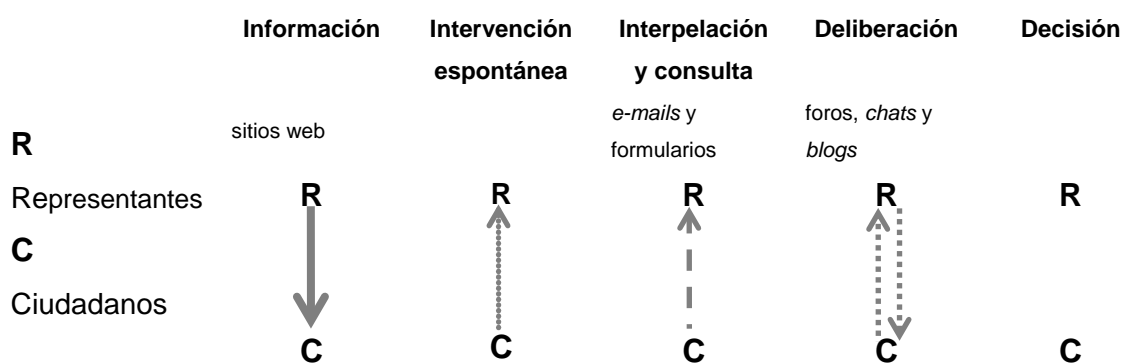 Información Intervención Interpelación Deliberación Decisión
espontánea y consulta
e-mails y foros, chats y
sitios web
R formularios blogs
Representantes R R R R R
C
Ciudadanos
C C C C C